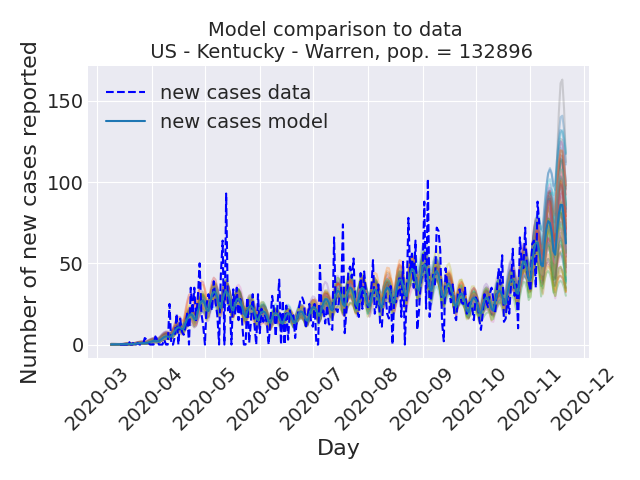 Model comparison to data
US - Kentucky - Warren, pop. = 132896
Number of new cases reported
150
100
50
0
new cases data
new cases model
2020-03
2020-04
2020-05
2020-06
2020-07
2020-08
2020-09
2020-10
2020-11
2020-12
Day